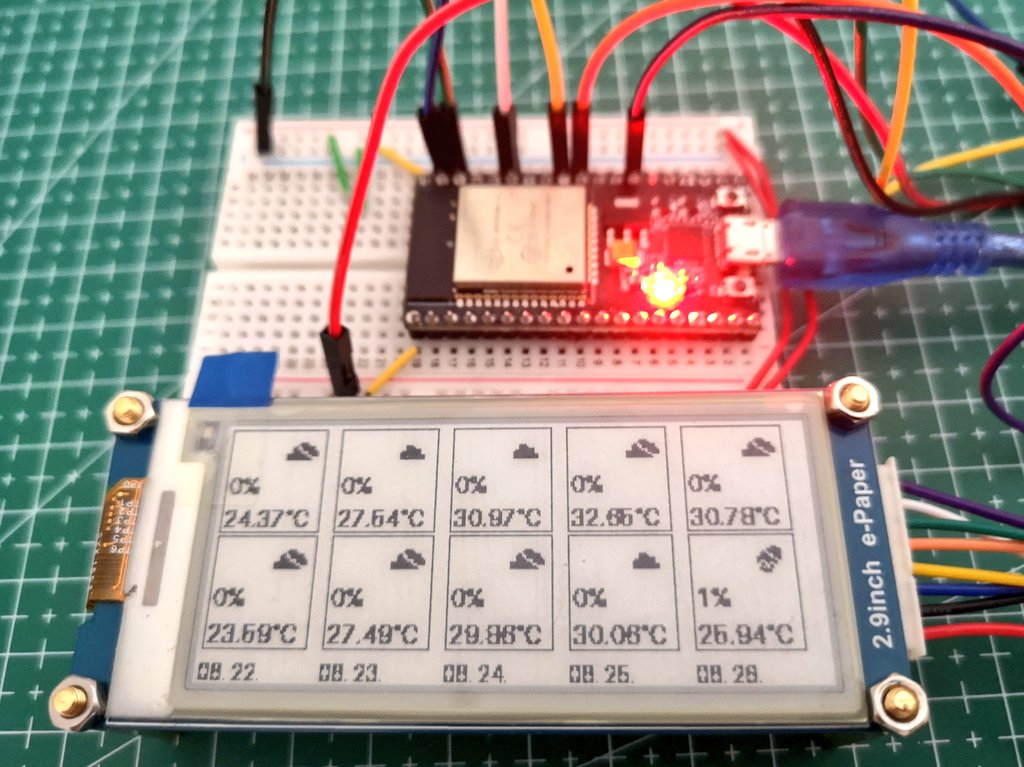 0% 0% 0% 0% 0%
24.37°C 27.54°C 30.97°C 32.66°C 30.78°C
0% 0% 0% 0% 1%
23.59°C 27.49°C 29.86°C 30.06°C 25.94°C
08.22. 08.23. 08.24. 08.25. 08.26.
2.9inch e-Paper